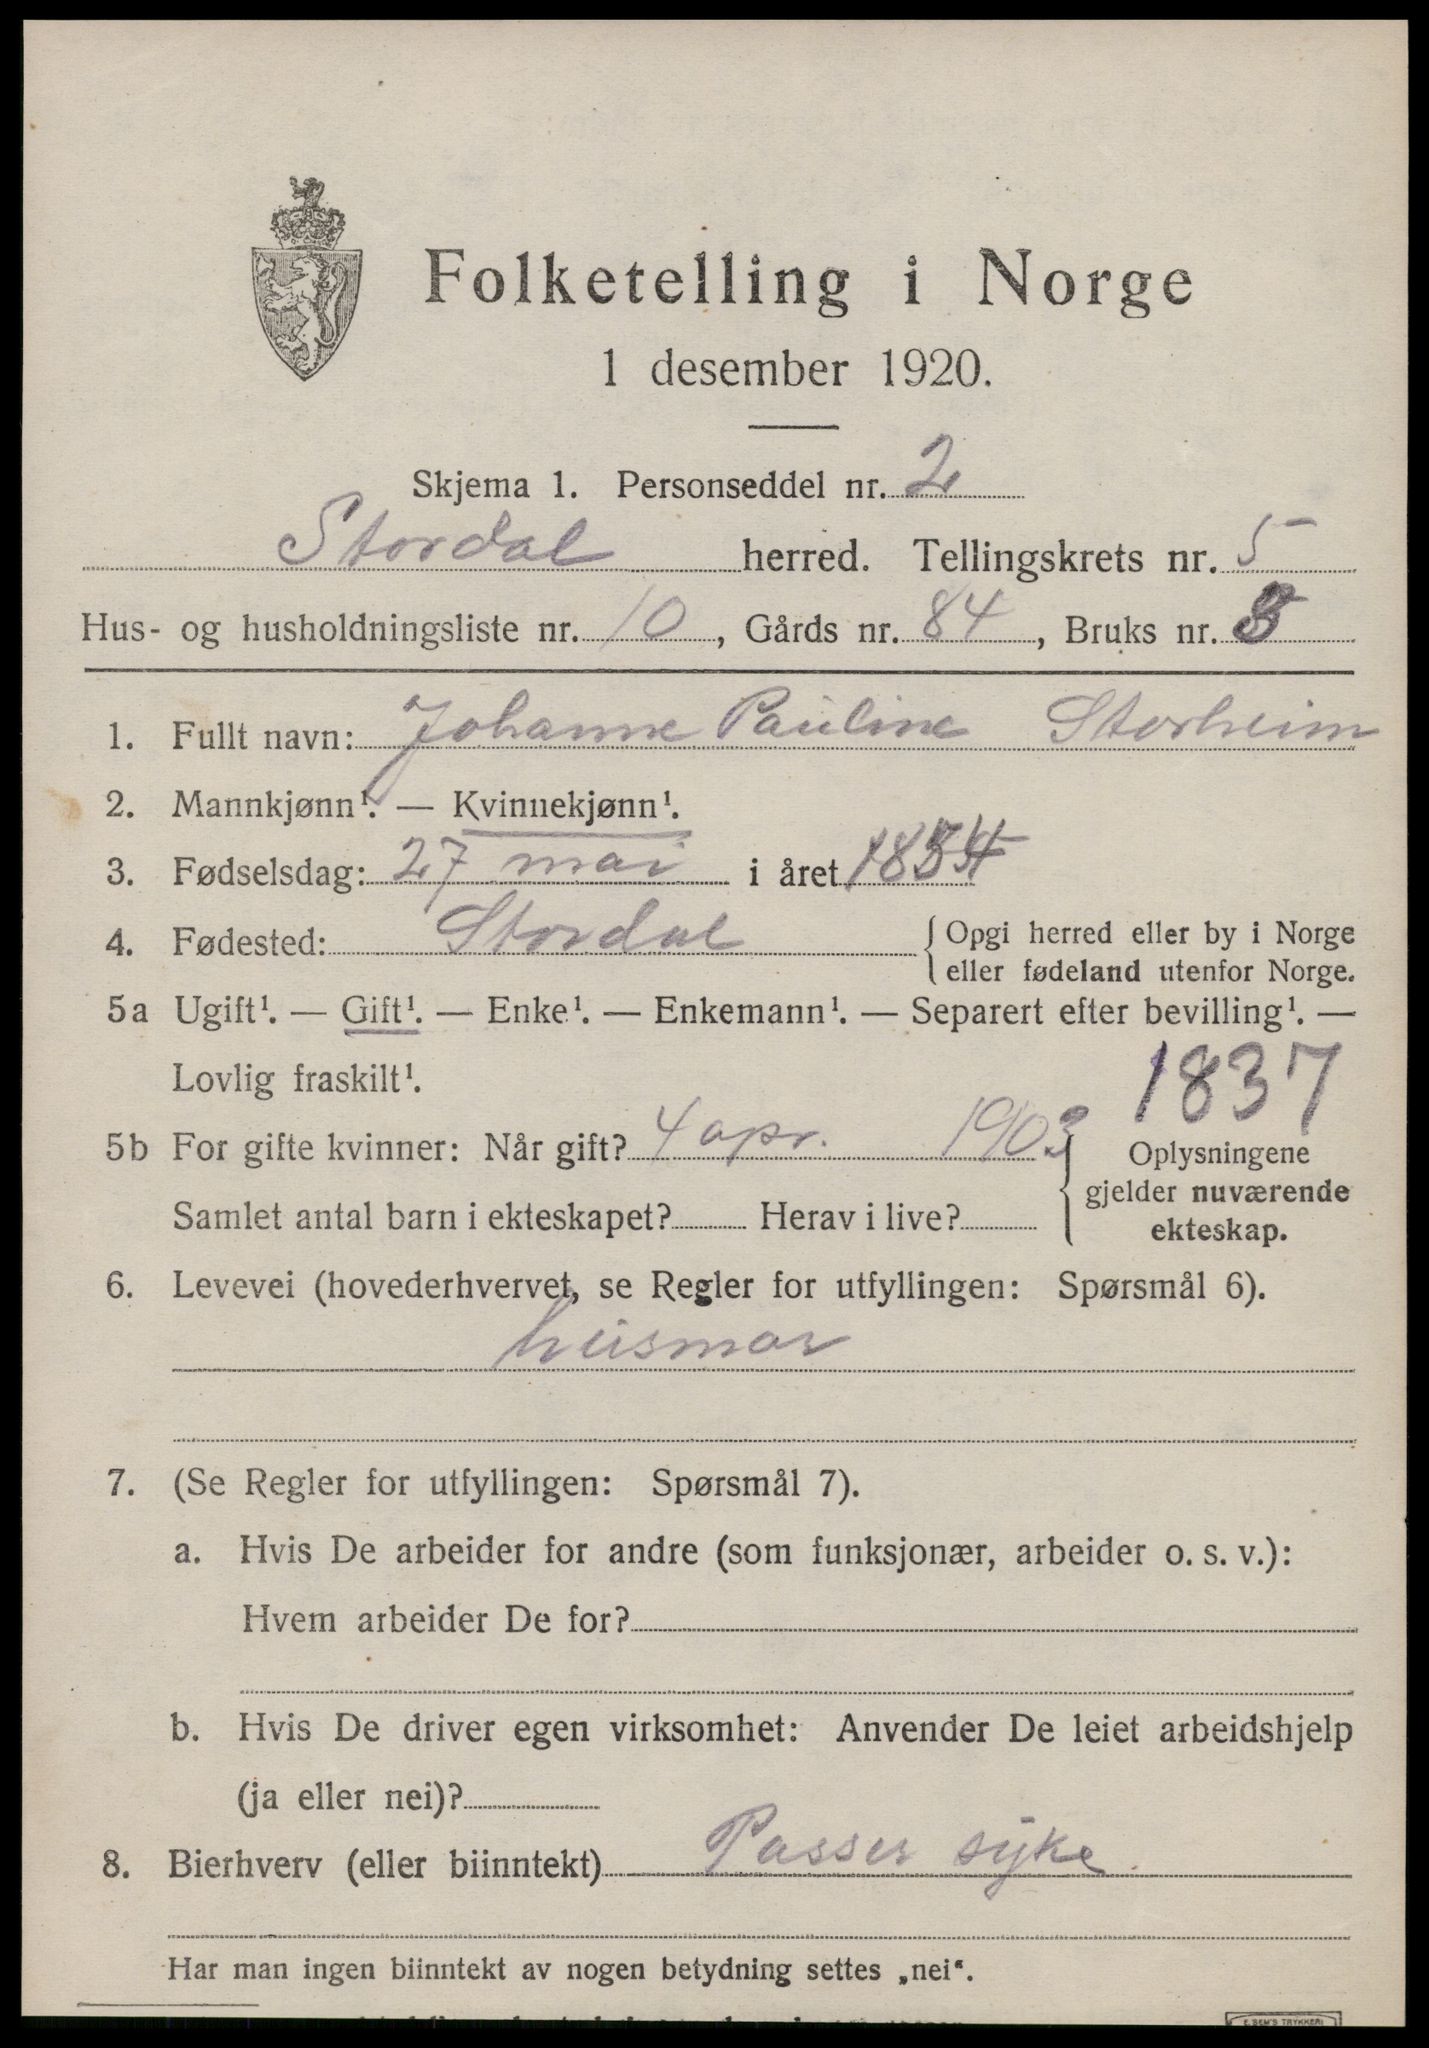 Folketelling i Norge
1 desember 1920.
Skjema 1. Personseddel nr. 2
Stordal herred. Tellingskrets nr. 5
Hus- og husholdningsliste nr. 10, Gårds nr. 84, Bruks nr.
1. Fullt navn: Johanne Pauline Storheim
2. Mannkjønn¹. — Kvinnekjønn¹.
3. Fødselsdag: 27 mai i året 1854
4. Fødested: Stordal { Opgi herred eller by i Norge
eller fødeland utenfor Norge.
5a Ugift¹. — Gift¹. — Enke¹. — Enkemann¹. — Separert efter bevilling¹. —
Lovlig fraskilt¹.
1837
5b For gifte kvinner: Når gift? 4 apr. 1903
Samlet antal barn i ekteskapet? Herav i live?
{ Oplysningene
gjelder nuværende
ekteskap.
6. Levevei (hovederhvervet, se Regler for utfyllingen: Spørsmål 6).
husmor
7. (Se Regler for utfyllingen: Spørsmål 7).
a. Hvis De arbeider for andre (som funksjonær, arbeider o. s. v.):
Hvem arbeider De for?
b. Hvis De driver egen virksomhet: Anvender De leiet arbeidshjelp
(ja eller nei)?
8. Bierhverv (eller biinntekt) Passer syke
Har man ingen biinntekt av nogen betydning settes „nei“.
E. SEM'S TRYKKERI